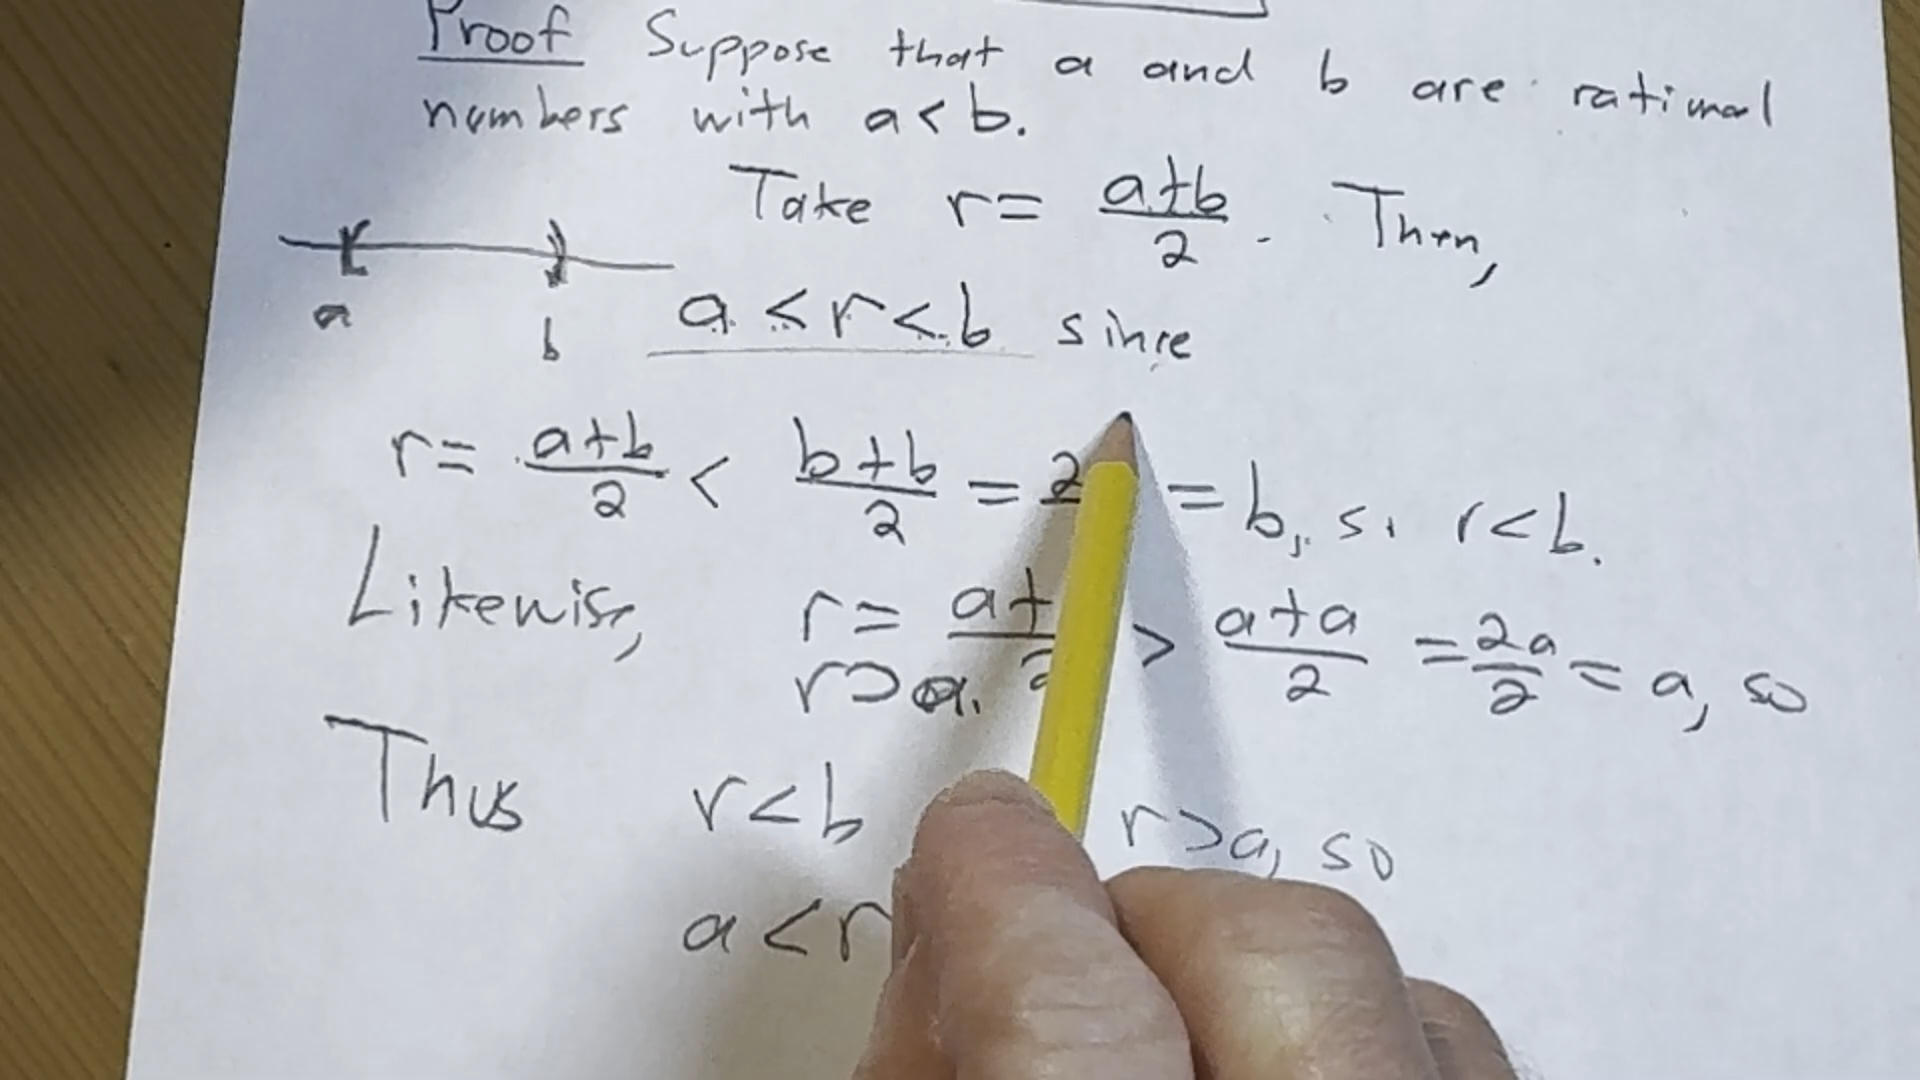 Proof Suppose that a and b are rational
numbers with a < b.
Take r = a+b/2. Then,
a b
a < r < b since
r = a+b/2 < b+b/2 = 2 = b, so r < b.
Likewise, r = a+ > a+a/2 = 2a/2 = a, so
r > a.
Thus r < b r > a, so
a < r